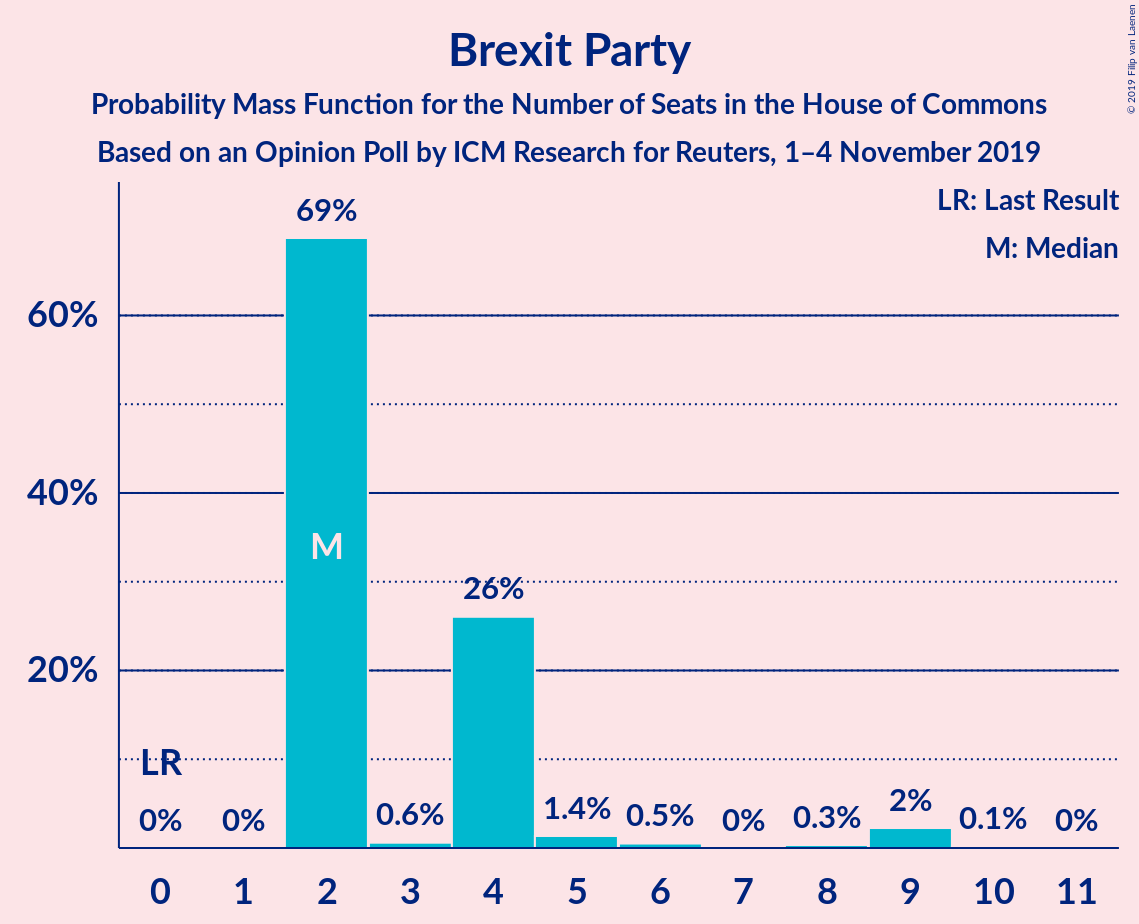 Brexit Party
Probability Mass Function for the Number of Seats in the House of Commons
Based on an Opinion Poll by ICM Research for Reuters, 1–4 November 2019
© 2019 Filip van Laenen
LR: Last Result
M: Median
60%
40%
20%
69%
M
26%
LR
0%
0%
0.6%
1.4%
0.5%
0%
0.3%
2%
0.1%
0%
0 1 2 3 4 5 6 7 8 9 10 11